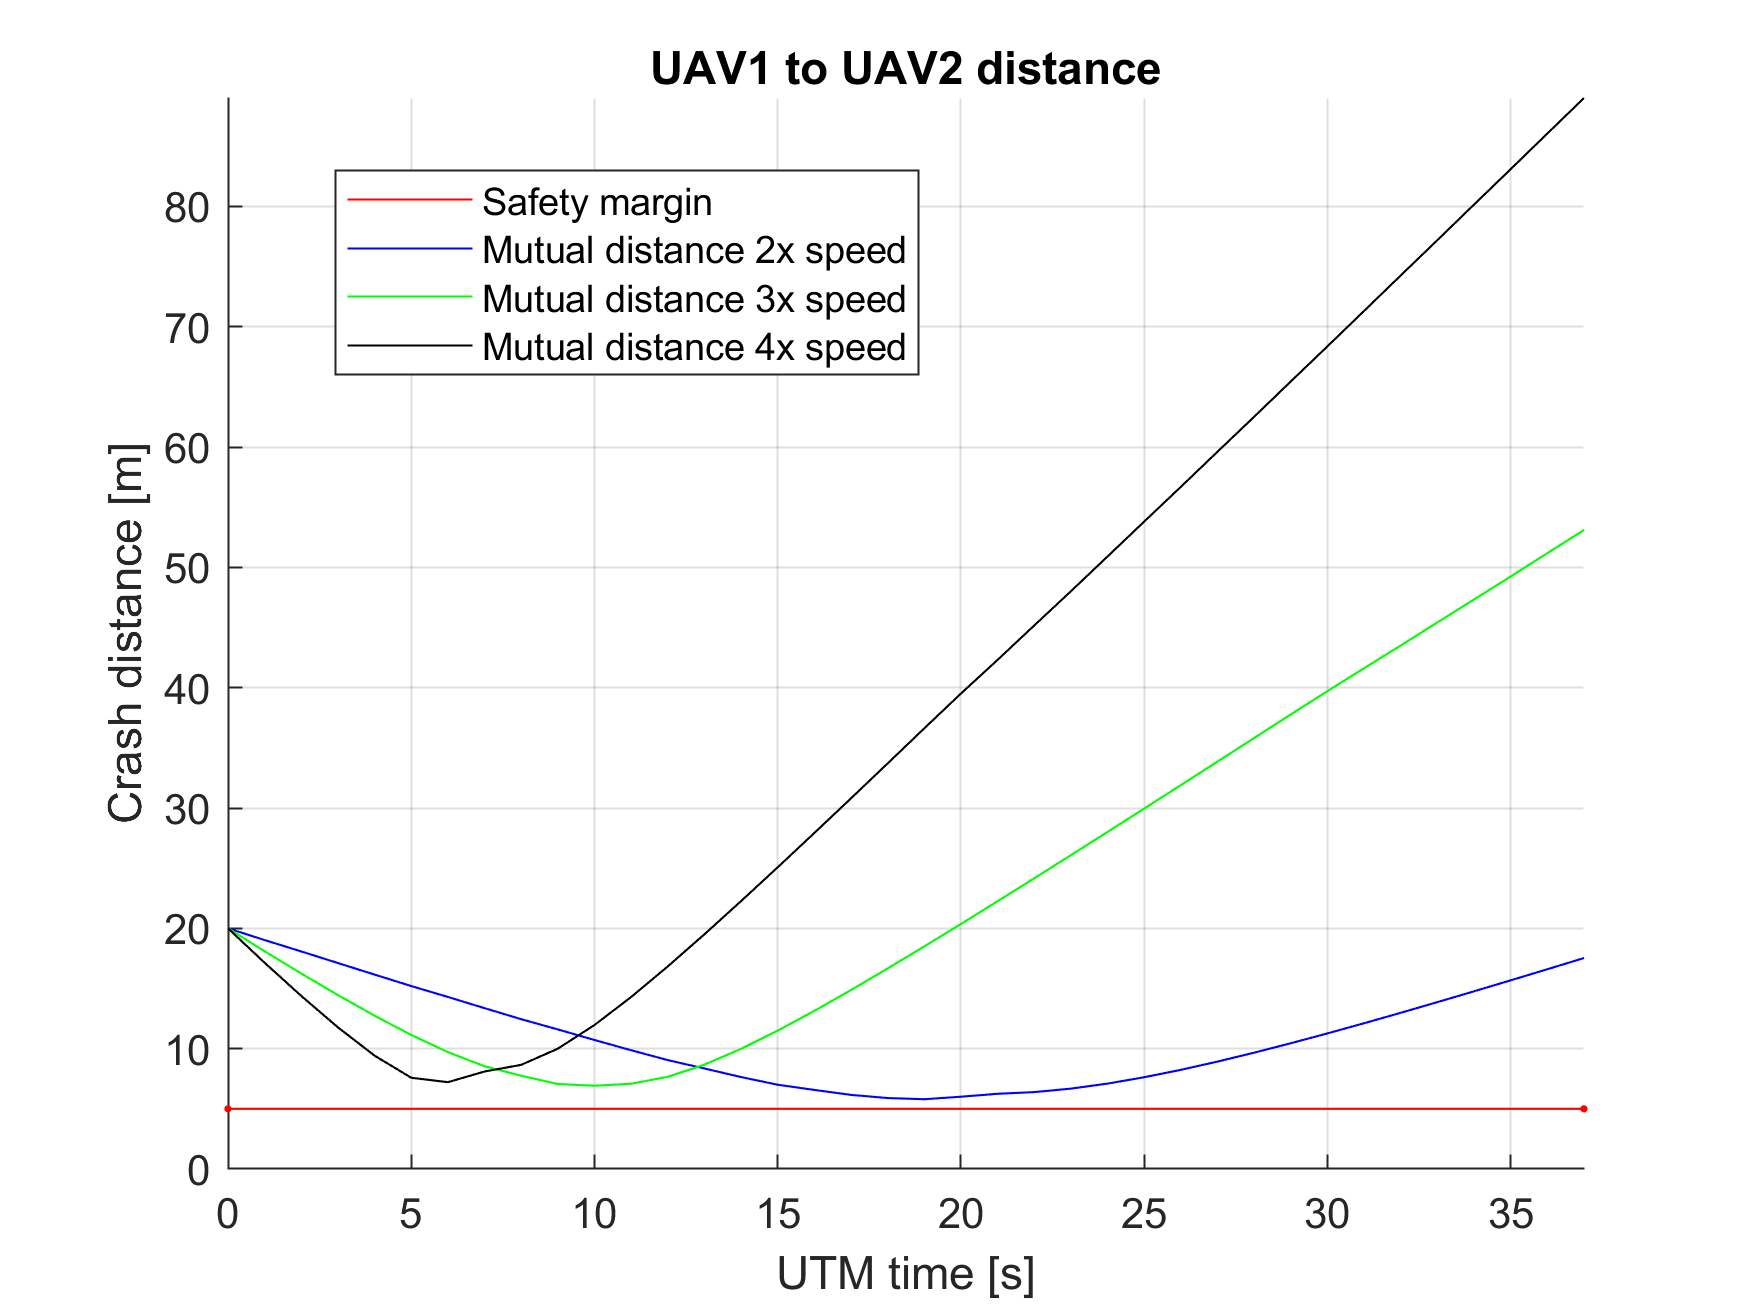 UAV1 to UAV2 distance
Safety margin
Mutual distance 2x speed
Mutual distance 3x speed
Mutual distance 4x speed
Crash distance [m]
80
70
60
50
40
30
20
10
0
0 5 10 15 20 25 30 35
UTM time [s]